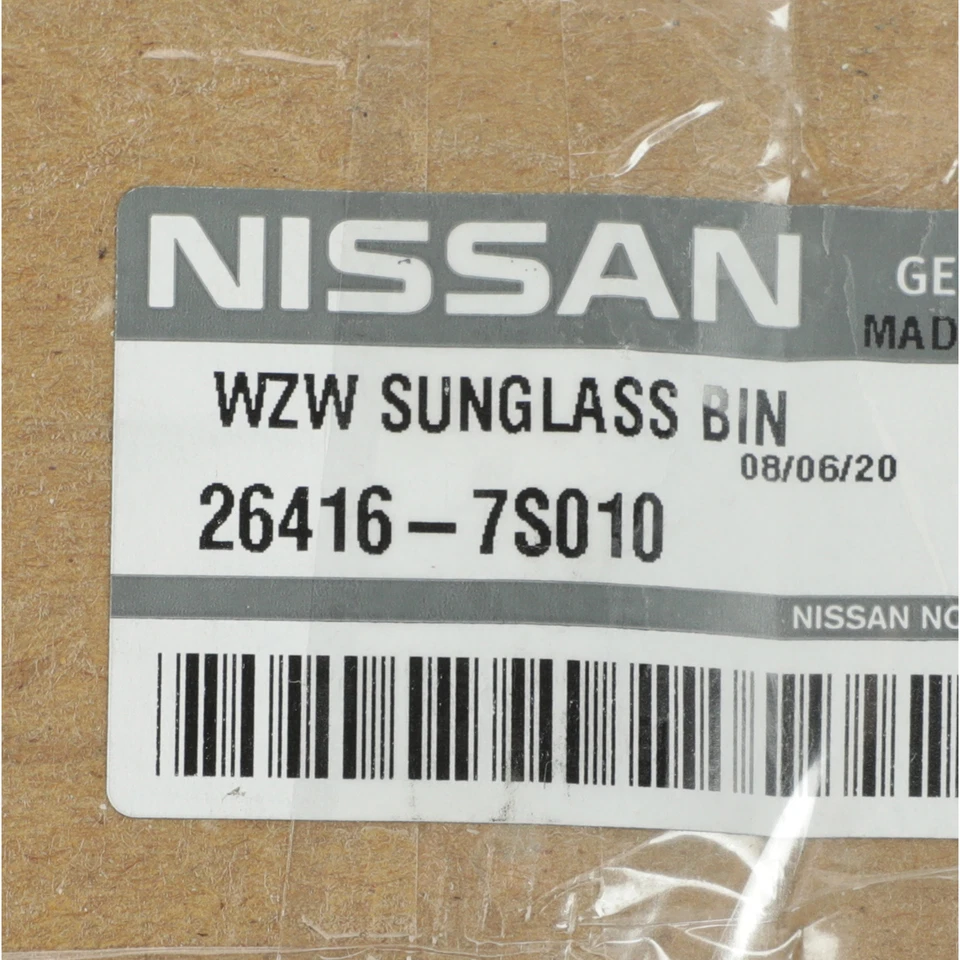 NISSAN
GE
MAD
WZW SUNGLASS BIN
08/06/20
26416-7S010
NISSAN NO